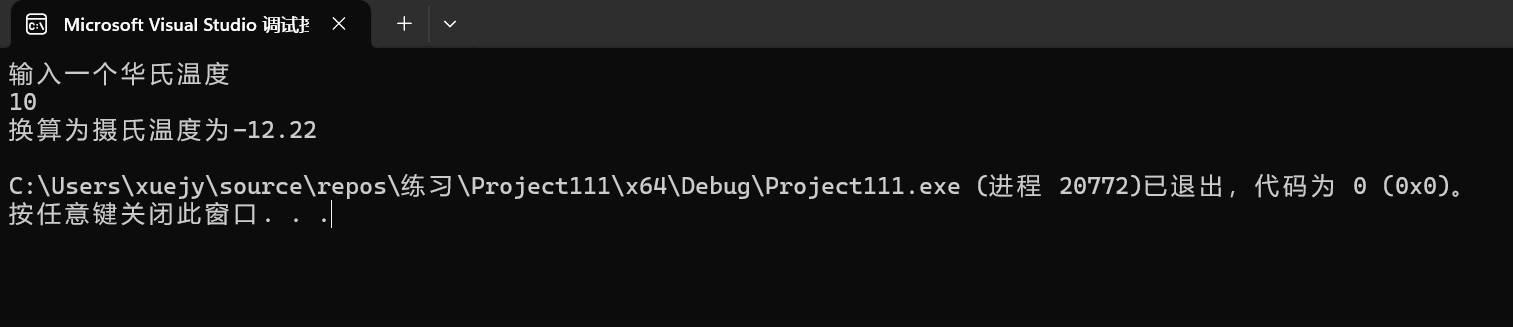 Microsoft Visual Studio 调试控
输入一个华氏温度
10
换算为摄氏温度为-12.22
C:\Users\xuejy\source\repos\练习\Project111\x64\Debug\Project111.exe (进程 20772)已退出，代码为 0 (0x0)。
按任意键关闭此窗口. . .